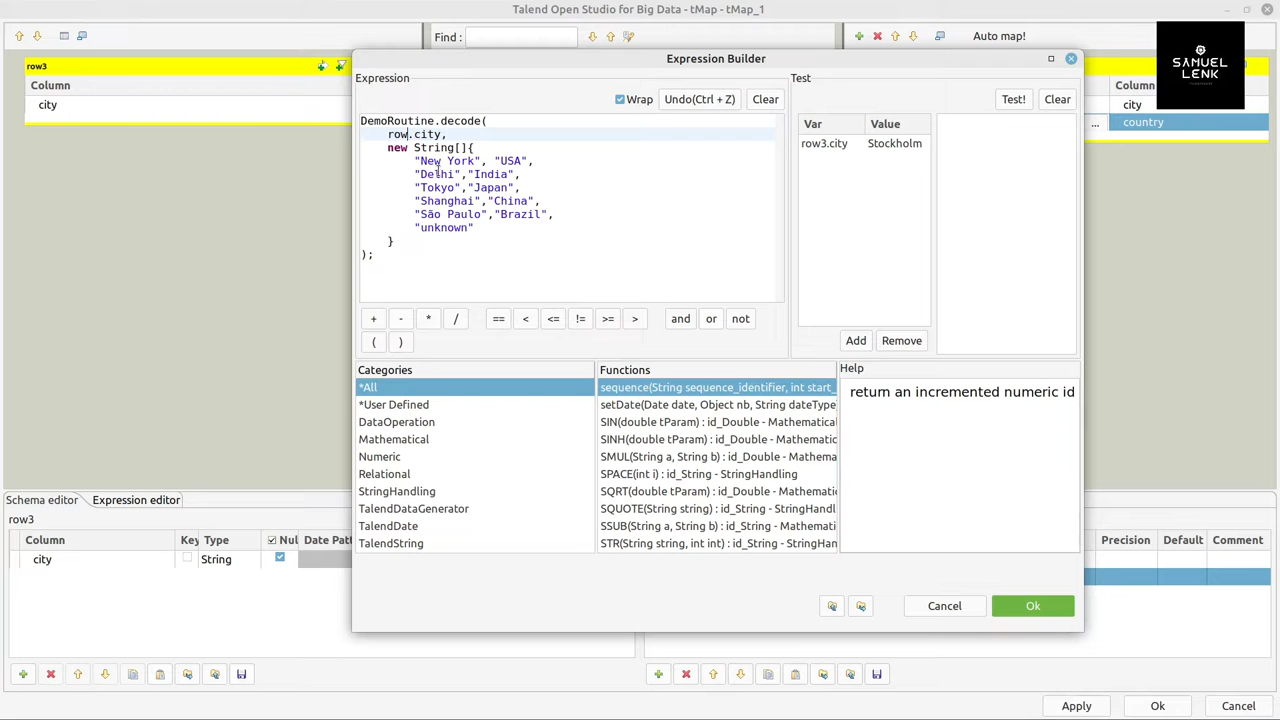 Talend Open Studio for Big Data - tMap - tMap_1
Find :
Auto map!
SÁMUEL
LENK
row3
Column
city
Expression Builder
Expression
Wrap
Undo(Ctrl + Z)
Clear
DemoRoutine.decode(
row.city,
new String[]{
"New York", "USA",
"Delhi","India",
"Tokyo","Japan",
"Shanghai","China",
"São Paulo","Brazil",
"unknown"
}
);
+
-
*
/
==
<
<=
!=
>=
>
and
or
not
(
)
Test
Test!
Clear
Var
Value
row3.city
Stockholm
Add
Remove
Column
city
...
country
Categories
*All
*User Defined
DataOperation
Mathematical
Numeric
Relational
StringHandling
TalendDataGenerator
TalendDate
TalendString
Functions
sequence(String sequence_identifier, int start_
setDate(Date date, Object nb, String dateType
SIN(double tParam) : id_Double - Mathematical
SINH(double tParam) : id_Double - Mathematic
SMUL(String a, String b) : id_Double - Mathema
SPACE(int i) : id_String - StringHandling
SQRT(double tParam) : id_Double - Mathemati
SQUOTE(String string) : id_String - StringHandl
SSUB(String a, String b) : id_Double - Mathemati
STR(String string, int int) : id_String - StringHan
Help
return an incremented numeric id
Cancel
Ok
Schema editor
Expression editor
row3
Column
Key
Type
Nul
Date Patt
city
String
Precision
Default
Comment
Apply
Ok
Cancel